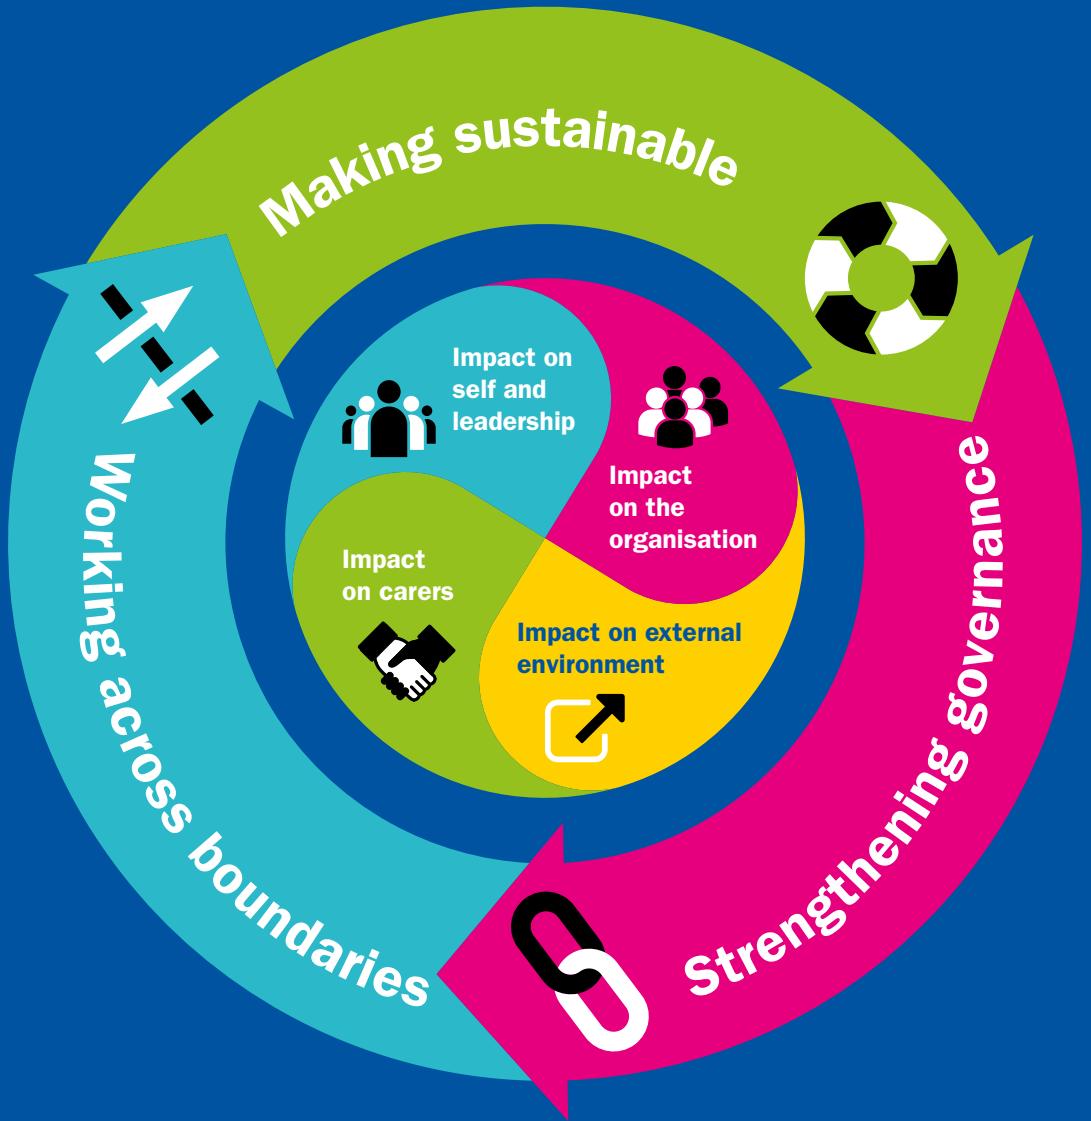 Making sustainable
Strengthening governance
Working across boundaries
Impact on
self and
leadership
Impact
on the
organisation
Impact on external
environment
Impact
on carers